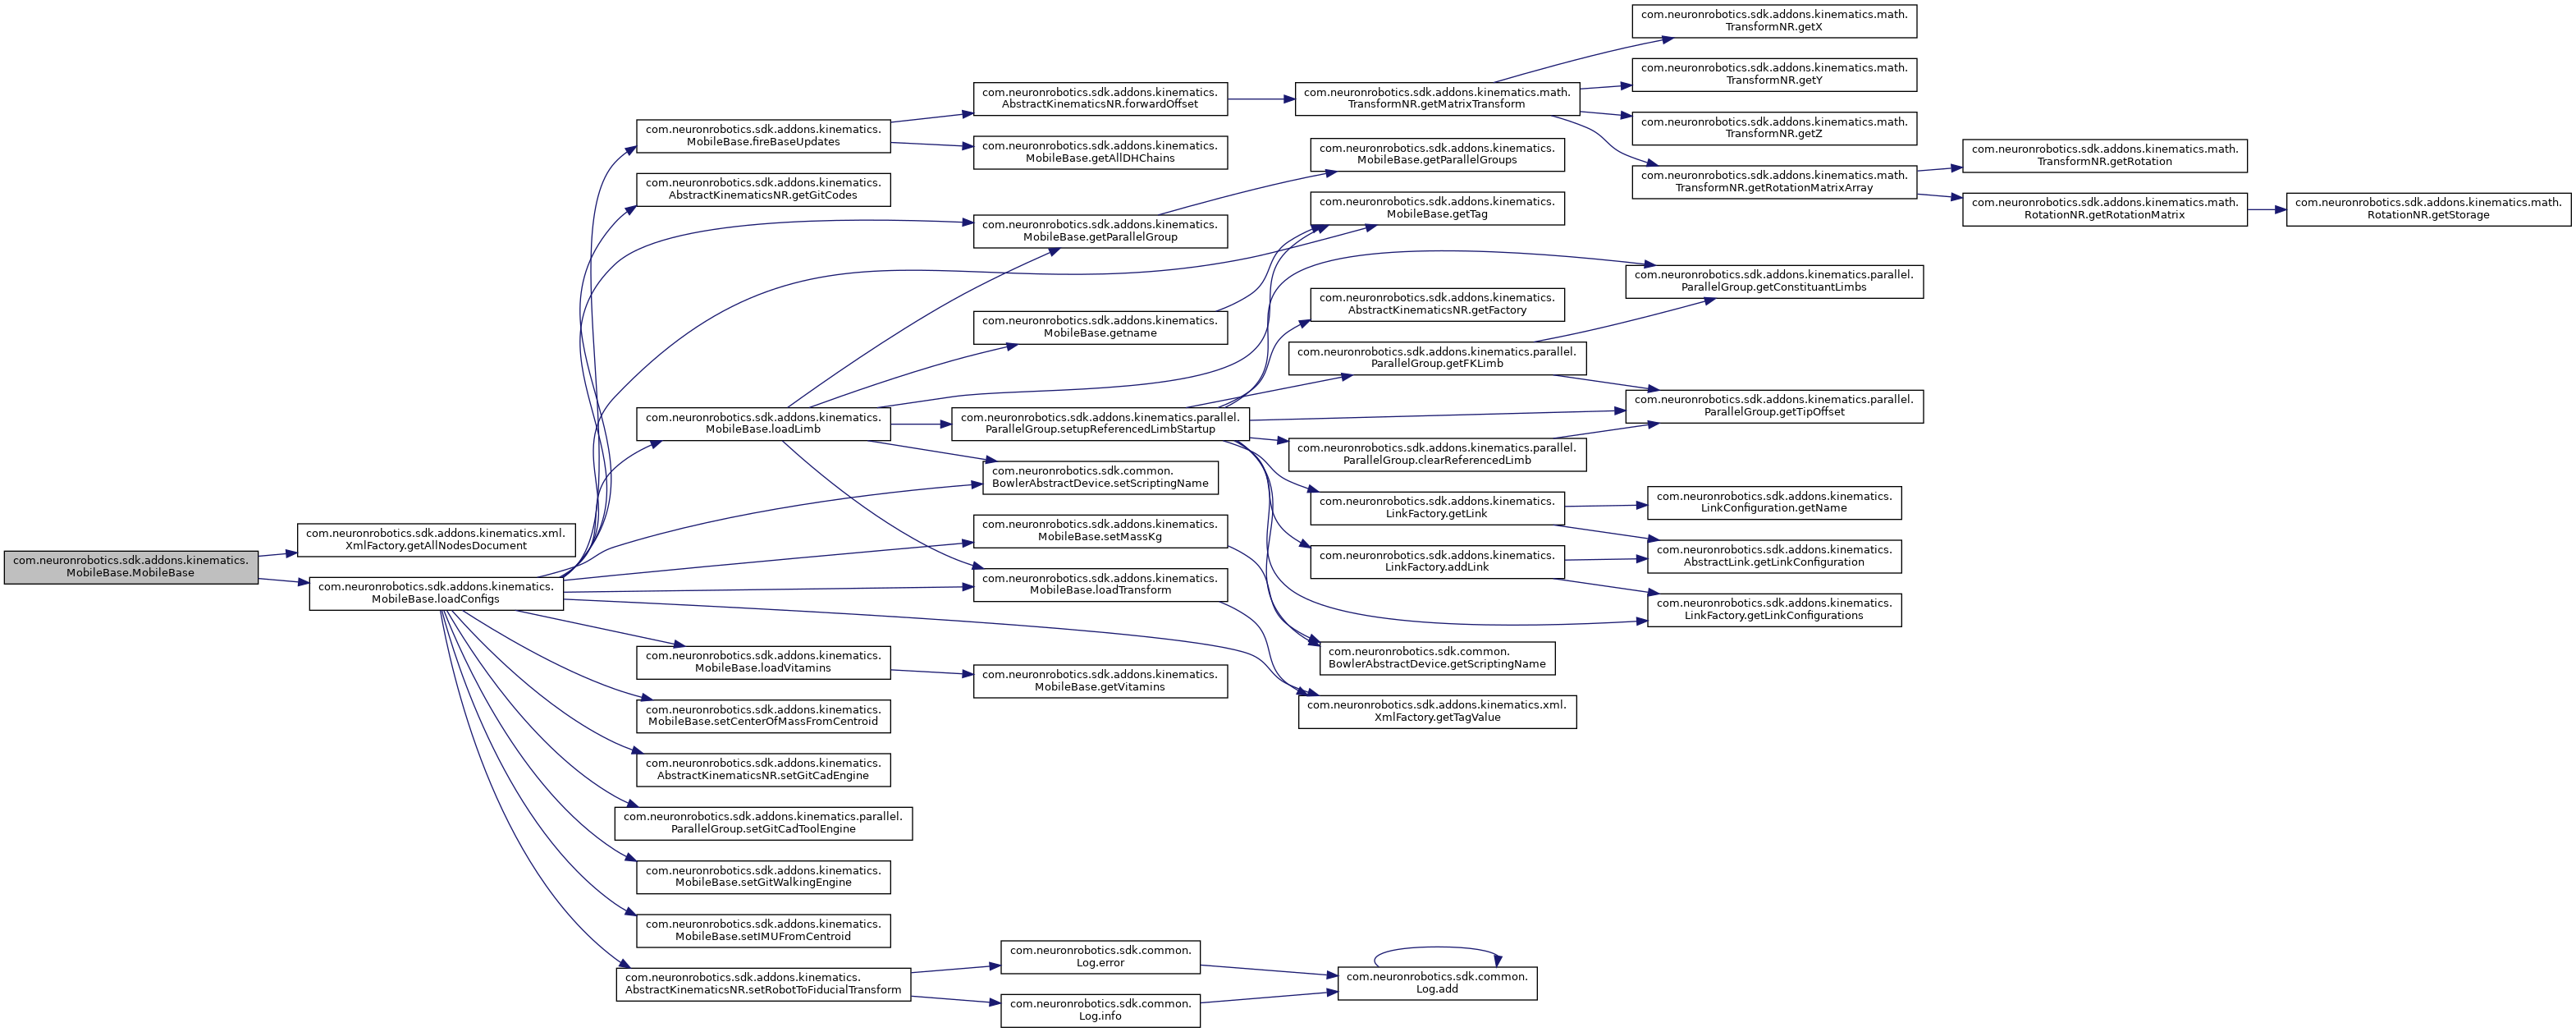 com.neuronrobotics.sdk.addons.kinematics.
MobileBase.MobileBase
com.neuronrobotics.sdk.addons.kinematics.xml.
XmlFactory.getAllNodesDocument
com.neuronrobotics.sdk.addons.kinematics.
MobileBase.loadConfigs
com.neuronrobotics.sdk.addons.kinematics.
MobileBase.fireBaseUpdates
com.neuronrobotics.sdk.addons.kinematics.
AbstractKinematicsNR.getGitCodes
com.neuronrobotics.sdk.addons.kinematics.
MobileBase.loadLimb
com.neuronrobotics.sdk.addons.kinematics.
MobileBase.loadVitamins
com.neuronrobotics.sdk.addons.kinematics.
MobileBase.setCenterOfMassFromCentroid
com.neuronrobotics.sdk.addons.kinematics.
AbstractKinematicsNR.setGitCadEngine
com.neuronrobotics.sdk.addons.kinematics.parallel.
ParallelGroup.setGitCadToolEngine
com.neuronrobotics.sdk.addons.kinematics.
MobileBase.setGitWalkingEngine
com.neuronrobotics.sdk.addons.kinematics.
MobileBase.setIMUFromCentroid
com.neuronrobotics.sdk.addons.kinematics.
AbstractKinematicsNR.setRobotToFiducialTransform
com.neuronrobotics.sdk.addons.kinematics.
AbstractKinematicsNR.forwardOffset
com.neuronrobotics.sdk.addons.kinematics.
MobileBase.getAllDHChains
com.neuronrobotics.sdk.addons.kinematics.
MobileBase.getParallelGroup
com.neuronrobotics.sdk.addons.kinematics.
MobileBase.getname
com.neuronrobotics.sdk.addons.kinematics.parallel.
ParallelGroup.setupReferencedLimbStartup
com.neuronrobotics.sdk.common.
BowlerAbstractDevice.setScriptingName
com.neuronrobotics.sdk.addons.kinematics.
MobileBase.setMassKg
com.neuronrobotics.sdk.addons.kinematics.
MobileBase.loadTransform
com.neuronrobotics.sdk.addons.kinematics.
MobileBase.getVitamins
com.neuronrobotics.sdk.common.
Log.error
com.neuronrobotics.sdk.common.
Log.info
com.neuronrobotics.sdk.addons.kinematics.math.
TransformNR.getMatrixTransform
com.neuronrobotics.sdk.addons.kinematics.
MobileBase.getParallelGroups
com.neuronrobotics.sdk.addons.kinematics.
MobileBase.getTag
com.neuronrobotics.sdk.addons.kinematics.
AbstractKinematicsNR.getFactory
com.neuronrobotics.sdk.addons.kinematics.parallel.
ParallelGroup.getFKLimb
com.neuronrobotics.sdk.addons.kinematics.parallel.
ParallelGroup.clearReferencedLimb
com.neuronrobotics.sdk.addons.kinematics.
LinkFactory.getLink
com.neuronrobotics.sdk.addons.kinematics.
LinkFactory.addLink
com.neuronrobotics.sdk.common.
BowlerAbstractDevice.getScriptingName
com.neuronrobotics.sdk.addons.kinematics.xml.
XmlFactory.getTagValue
com.neuronrobotics.sdk.common.
Log.add
com.neuronrobotics.sdk.addons.kinematics.math.
TransformNR.getX
com.neuronrobotics.sdk.addons.kinematics.math.
TransformNR.getY
com.neuronrobotics.sdk.addons.kinematics.math.
TransformNR.getZ
com.neuronrobotics.sdk.addons.kinematics.math.
TransformNR.getRotationMatrixArray
com.neuronrobotics.sdk.addons.kinematics.parallel.
ParallelGroup.getConstituantLimbs
com.neuronrobotics.sdk.addons.kinematics.parallel.
ParallelGroup.getTipOffset
com.neuronrobotics.sdk.addons.kinematics.
LinkConfiguration.getName
com.neuronrobotics.sdk.addons.kinematics.
AbstractLink.getLinkConfiguration
com.neuronrobotics.sdk.addons.kinematics.
LinkFactory.getLinkConfigurations
com.neuronrobotics.sdk.addons.kinematics.math.
TransformNR.getRotation
com.neuronrobotics.sdk.addons.kinematics.math.
RotationNR.getRotationMatrix
com.neuronrobotics.sdk.addons.kinematics.math.
RotationNR.getStorage